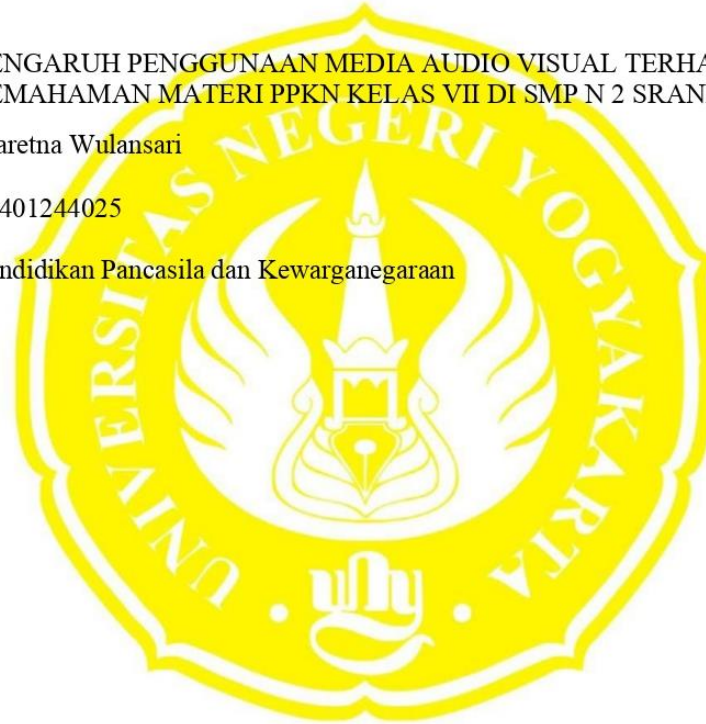 ENGARUH PENGGUNAAN MEDIA AUDIO VISUAL TERHA
EMAHAMAN MATERI PPKN KELAS VII DI SMP N 2 SRAN
aretna Wulansari
401244025
ndidikan Pancasila dan Kewarganegaraan
UNIVERSITAS NEGERI YOGYAKARTA
uny